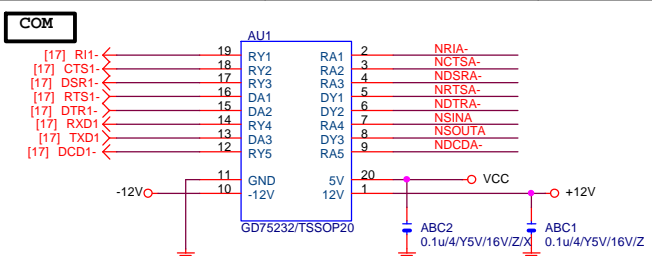 COM
AU1
[17] RI1- 19 RY1 RA1 2 NRIA-
[17] CTS1- 18 RY2 RA2 3 NCTSA-
[17] DSR1- 17 RY3 RA3 4 NDSRA-
[17] RTS1- 16 DA1 DY1 5 NRTSA-
[17] DTR1- 15 DA2 DY2 6 NDTRA-
[17] RXD1 14 RY4 RA4 7 NSINA
[17] TXD1 13 DA3 DY3 8 NSOUTA
[17] DCD1- 12 RY5 RA5 9 NDCDA-
11 GND 5V 20 VCC
-12V 10 -12V 12V 1 +12V
GD75232/TSSOP20
ABC2
0.1u/4/Y5V/16V/Z/X
ABC1
0.1u/4/Y5V/16V/Z